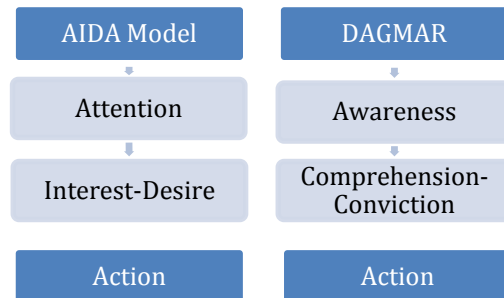 AIDA Model
Attention
Interest-Desire
Action
DAGMAR
Awareness
Comprehension-
Conviction
Action